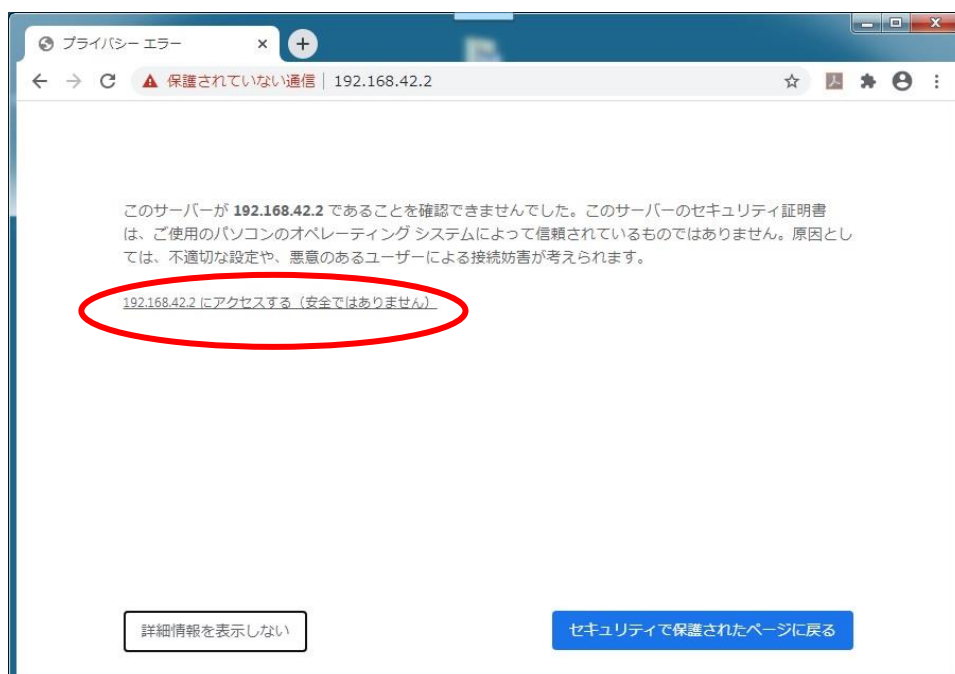 プライバシー エラー
保護されていない通信 | 192.168.42.2
このサーバーが 192.168.42.2 であることを確認できませんでした。このサーバーのセキュリティ証明書
は、ご使用のパソコンのオペレーティング システムによって信頼されているものではありません。原因とし
ては、不適切な設定や、悪意のあるユーザーによる接続妨害が考えられます。
192.168.42.2 にアクセスする（安全ではありません）
詳細情報を表示しない
セキュリティで保護されたページに戻る